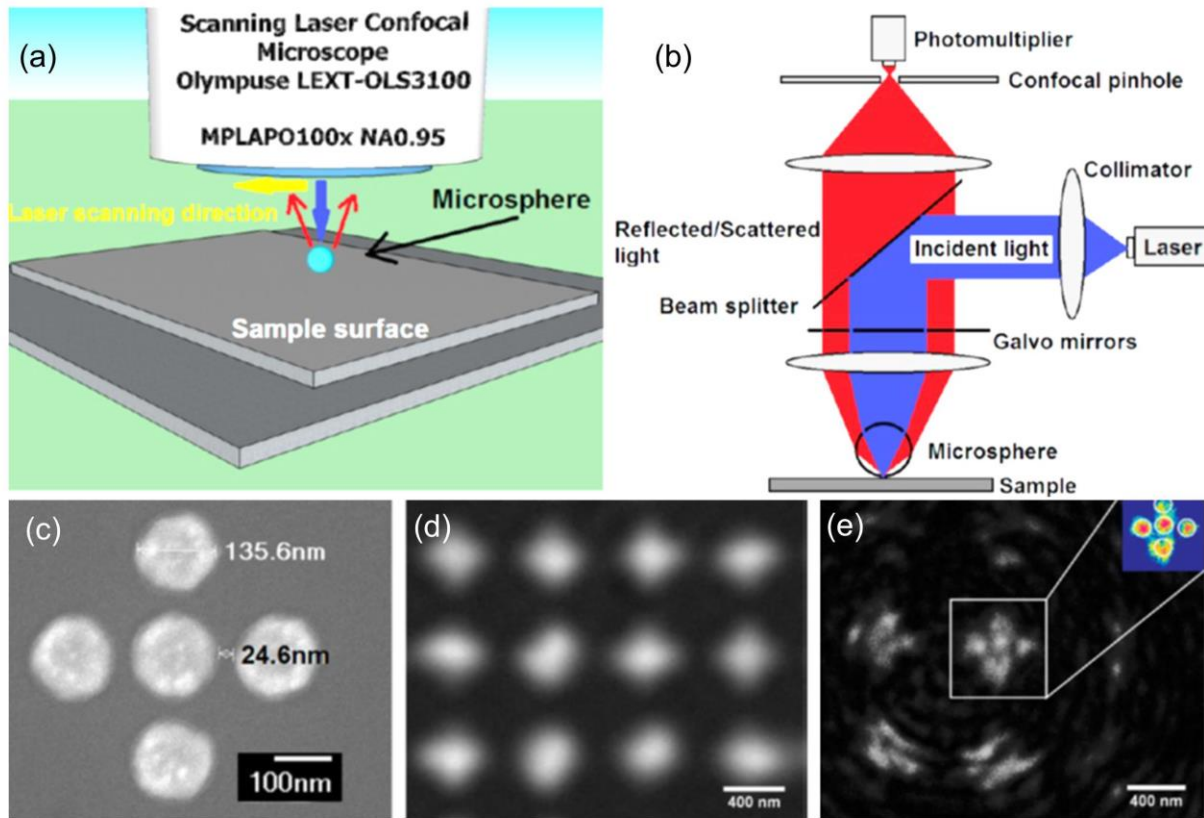 (a)
Scanning Laser Confocal
Microscope
Olympuse LEXT-OLS3100
MPLAPO100x NA0.95
Laser scanning direction
Microsphere
Sample surface
(b)
Photomultiplier
Confocal pinhole
Collimator
Reflected/Scattered
light
Incident light
Laser
Beam splitter
Galvo mirrors
Microsphere
Sample
(c)
135.6nm
24.6nm
100nm
(d)
400 nm
(e)
400 nm